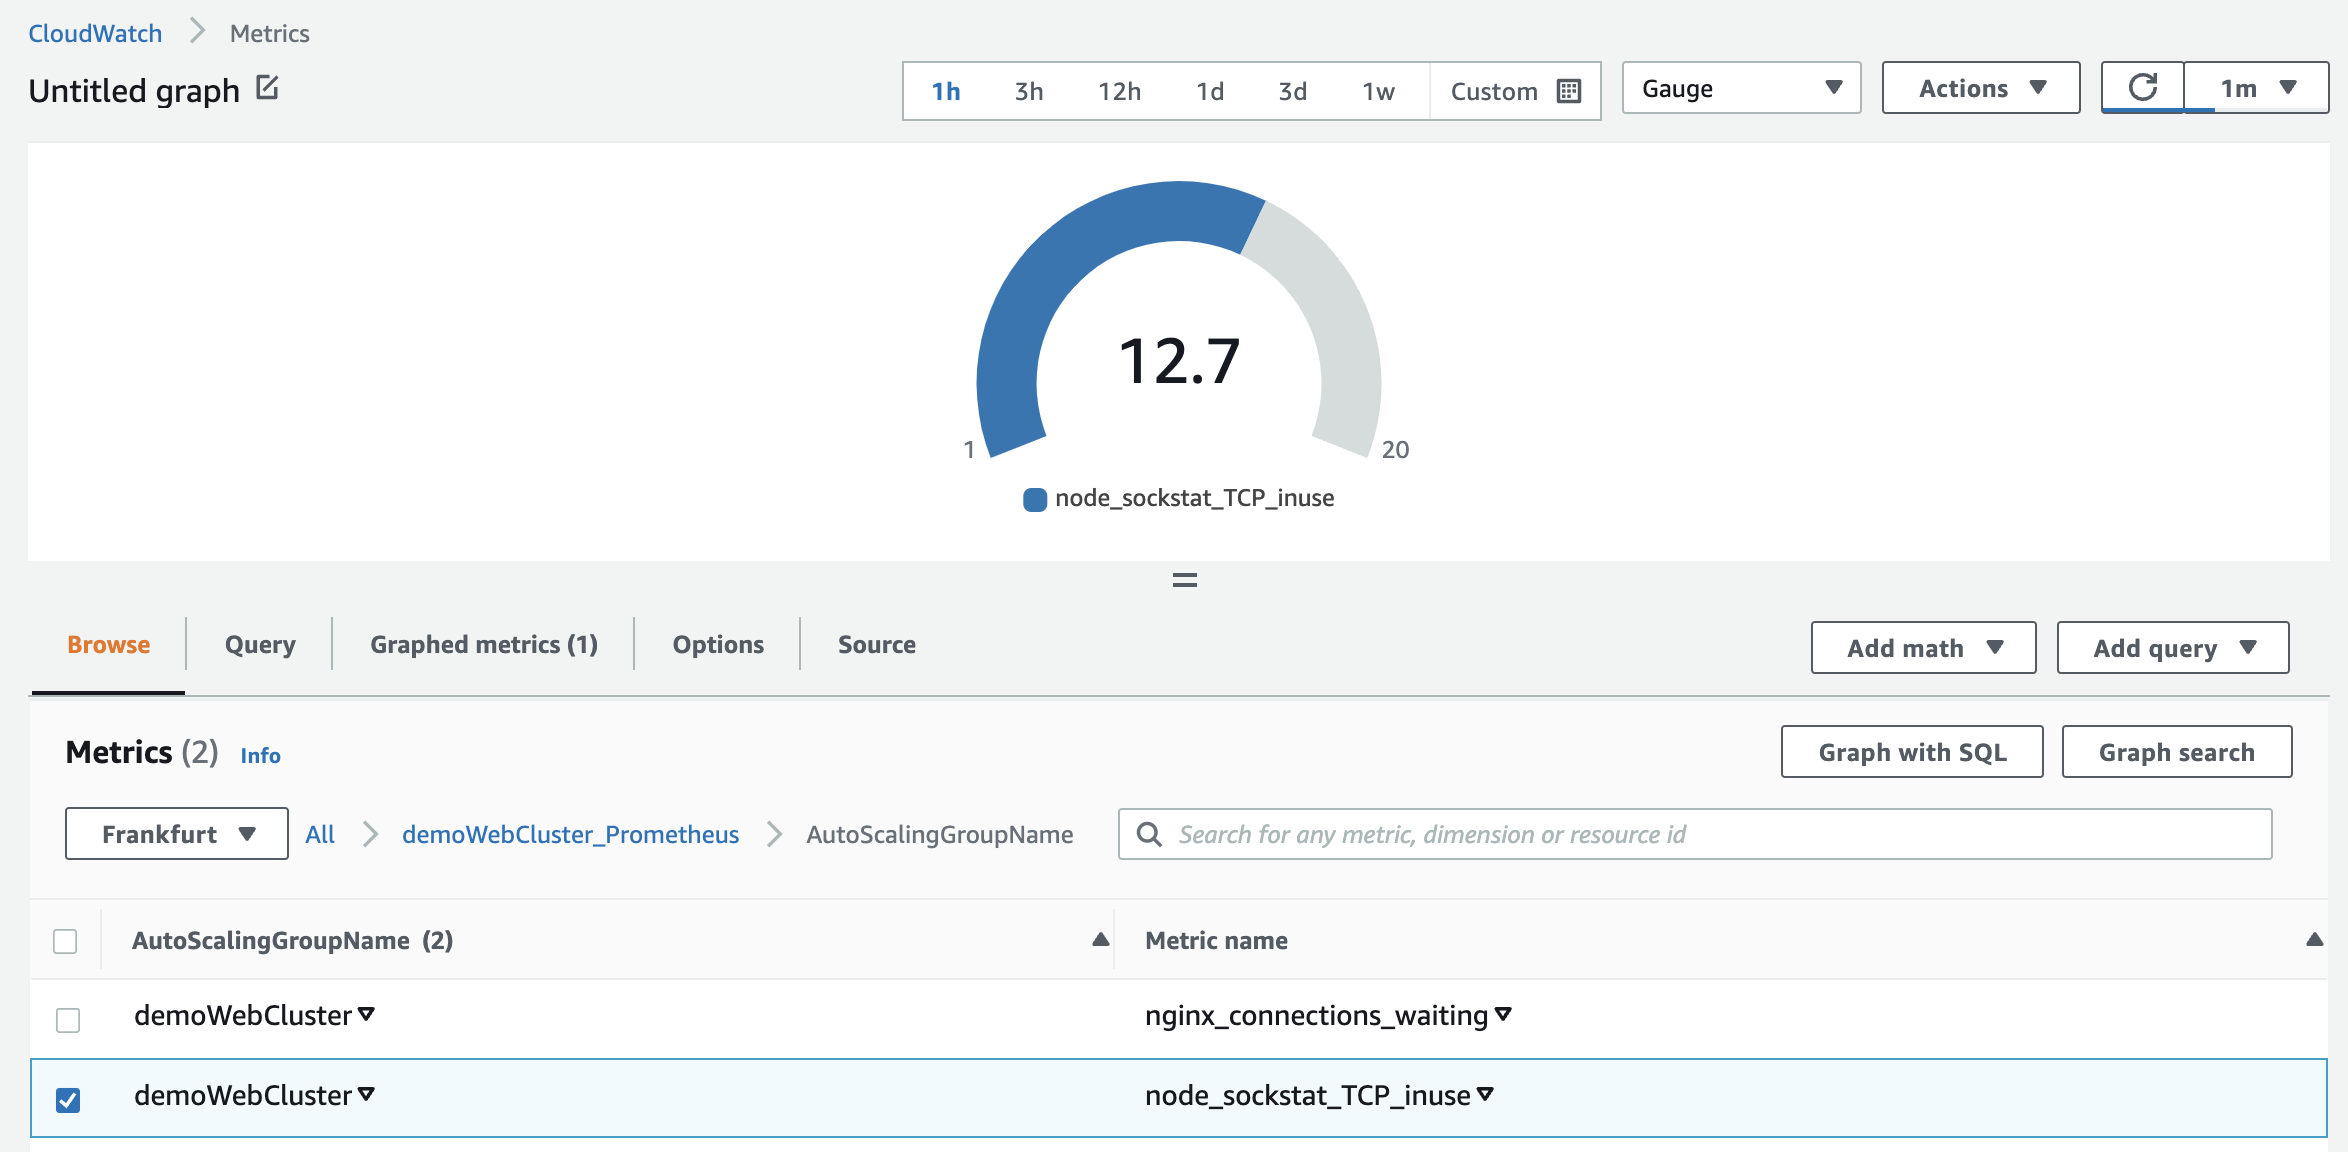 CloudWatch Metrics
Untitled graph
1h 3h 12h 1d 3d 1w Custom Gauge Actions 1m
12.7
1 20
node_sockstat_TCP_inuse
Browse Query Graphed metrics (1) Options Source Add math Add query
Metrics (2) Info Graph with SQL Graph search
Frankfurt All demoWebCluster_Prometheus AutoScalingGroupName Search for any metric, dimension or resource id
AutoScalingGroupName (2) Metric name
demoWebCluster nginx_connections_waiting
demoWebCluster node_sockstat_TCP_inuse